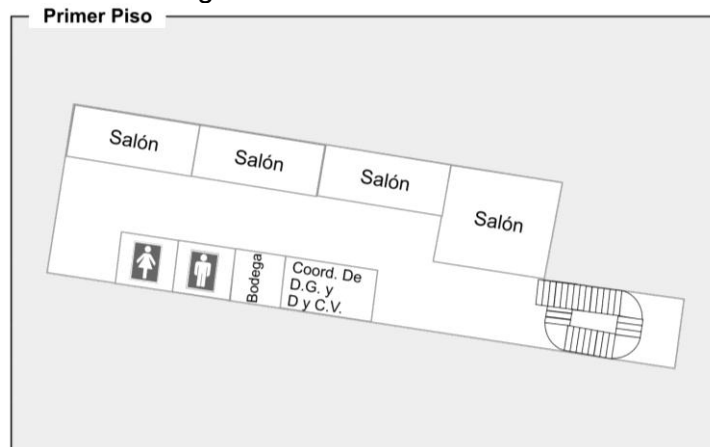 Primer Piso
Salón
Salón
Salón
Salón
Bodega
Coord. De
D.G. y
D y C.V.